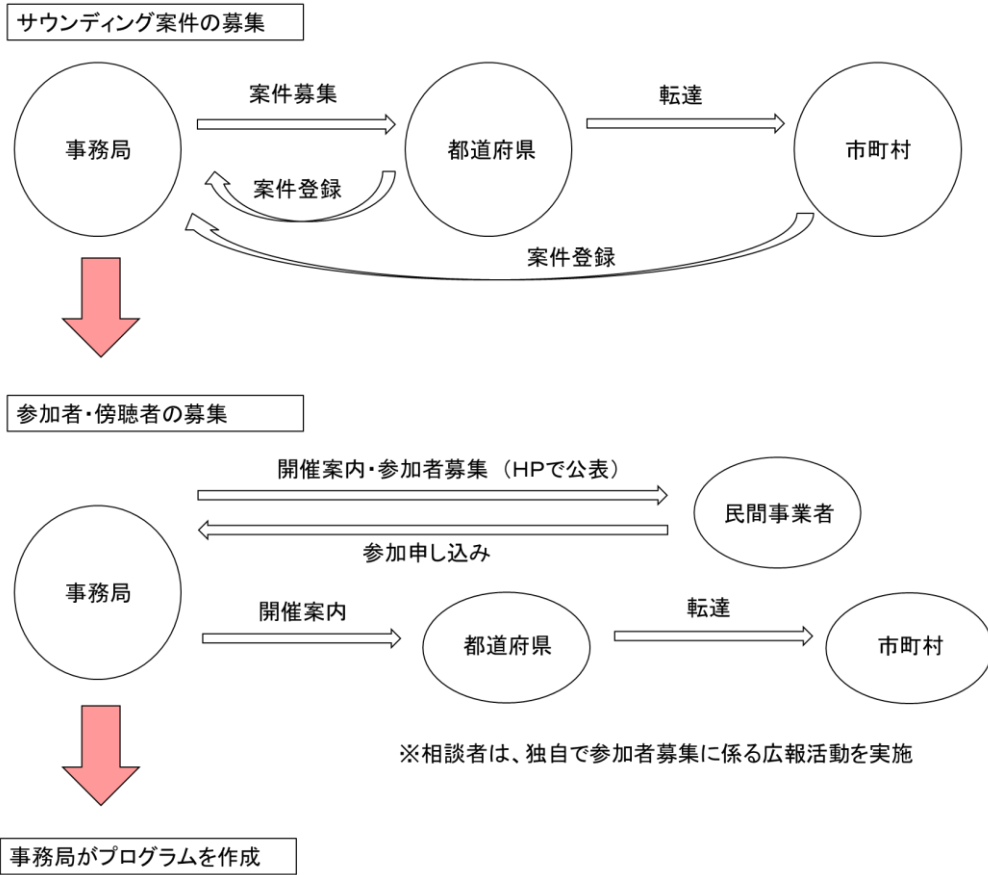 サウンディング案件の募集
案件募集
転達
事務局
都道府県
市町村
案件登録
案件登録
参加者・傍聴者の募集
開催案内・参加者募集（HPで公表）
民間事業者
参加申し込み
事務局
開催案内
転達
都道府県
市町村
※相談者は、独自で参加者募集に係る広報活動を実施
事務局がプログラムを作成